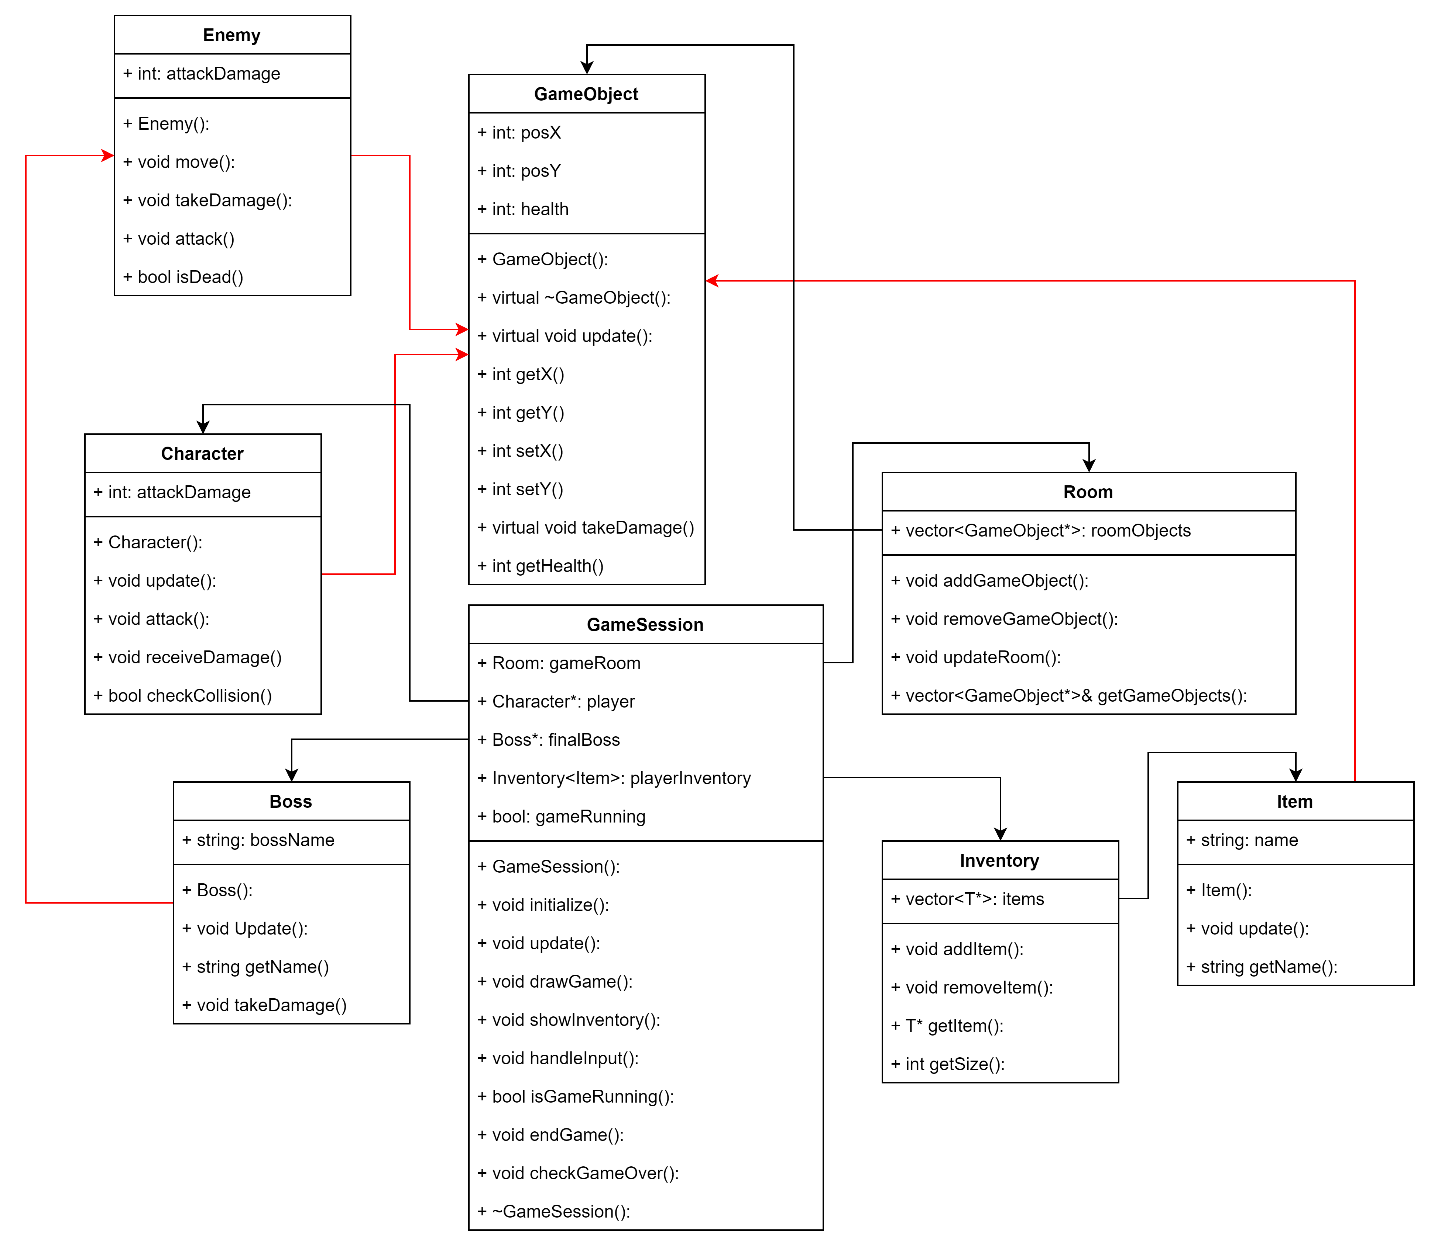 Enemy
+ int: attackDamage
+ Enemy():
+ void move():
+ void takeDamage():
+ void attack()
+ bool isDead()
GameObject
+ int: posX
+ int: posY
+ int: health
+ GameObject():
+ virtual ~GameObject():
+ virtual void update():
+ int getX()
+ int getY()
+ int setX()
+ int setY()
+ virtual void takeDamage()
+ int getHealth()
Character
+ int: attackDamage
+ Character():
+ void update():
+ void attack():
+ void receiveDamage()
+ bool checkCollision()
Room
+ vector<GameObject*>: roomObjects
+ void addGameObject():
+ void removeGameObject():
+ void updateRoom():
+ vector<GameObject*>& getGameObjects():
GameSession
+ Room: gameRoom
+ Character*: player
+ Boss*: finalBoss
+ Inventory<Item>: playerInventory
+ bool: gameRunning
+ GameSession():
+ void initialize():
+ void update():
+ void drawGame():
+ void showInventory():
+ void handleInput():
+ bool isGameRunning():
+ void endGame():
+ void checkGameOver():
+ ~GameSession():
Boss
+ string: bossName
+ Boss():
+ void Update():
+ string getName()
+ void takeDamage()
Inventory
+ vector<T*>: items
+ void addItem():
+ void removeItem():
+ T* getItem():
+ int getSize():
Item
+ string: name
+ Item():
+ void update():
+ string getName():